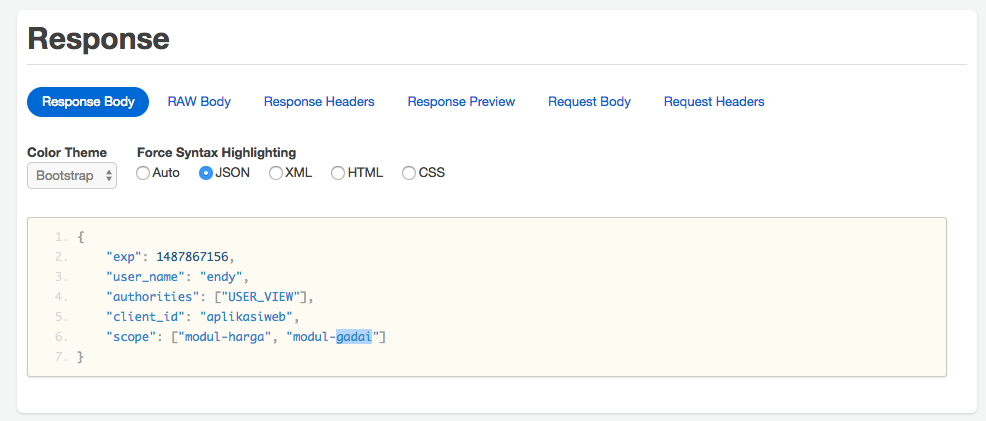 Response
Response Body RAW Body Response Headers Response Preview Request Body Request Headers
Color Theme Force Syntax Highlighting
Bootstrap Auto JSON XML HTML CSS
1. {
2. "exp": 1487867156,
3. "user_name": "endy",
4. "authorities": ["USER_VIEW"],
5. "client_id": "aplikasiweb",
6. "scope": ["modul-harga", "modul-gadai"]
7. }